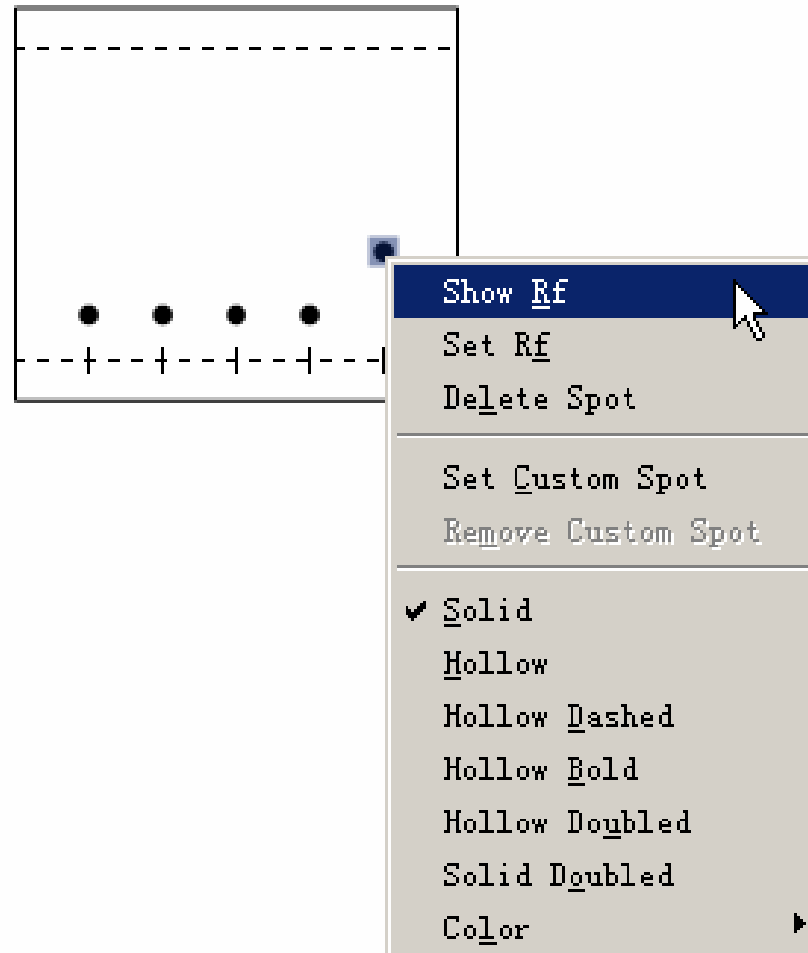 Show Rf
Set Rf
Delete Spot
Set Custom Spot
Remove Custom Spot
Solid
Hollow
Hollow Dashed
Hollow Bold
Hollow Doubled
Solid Doubled
Color